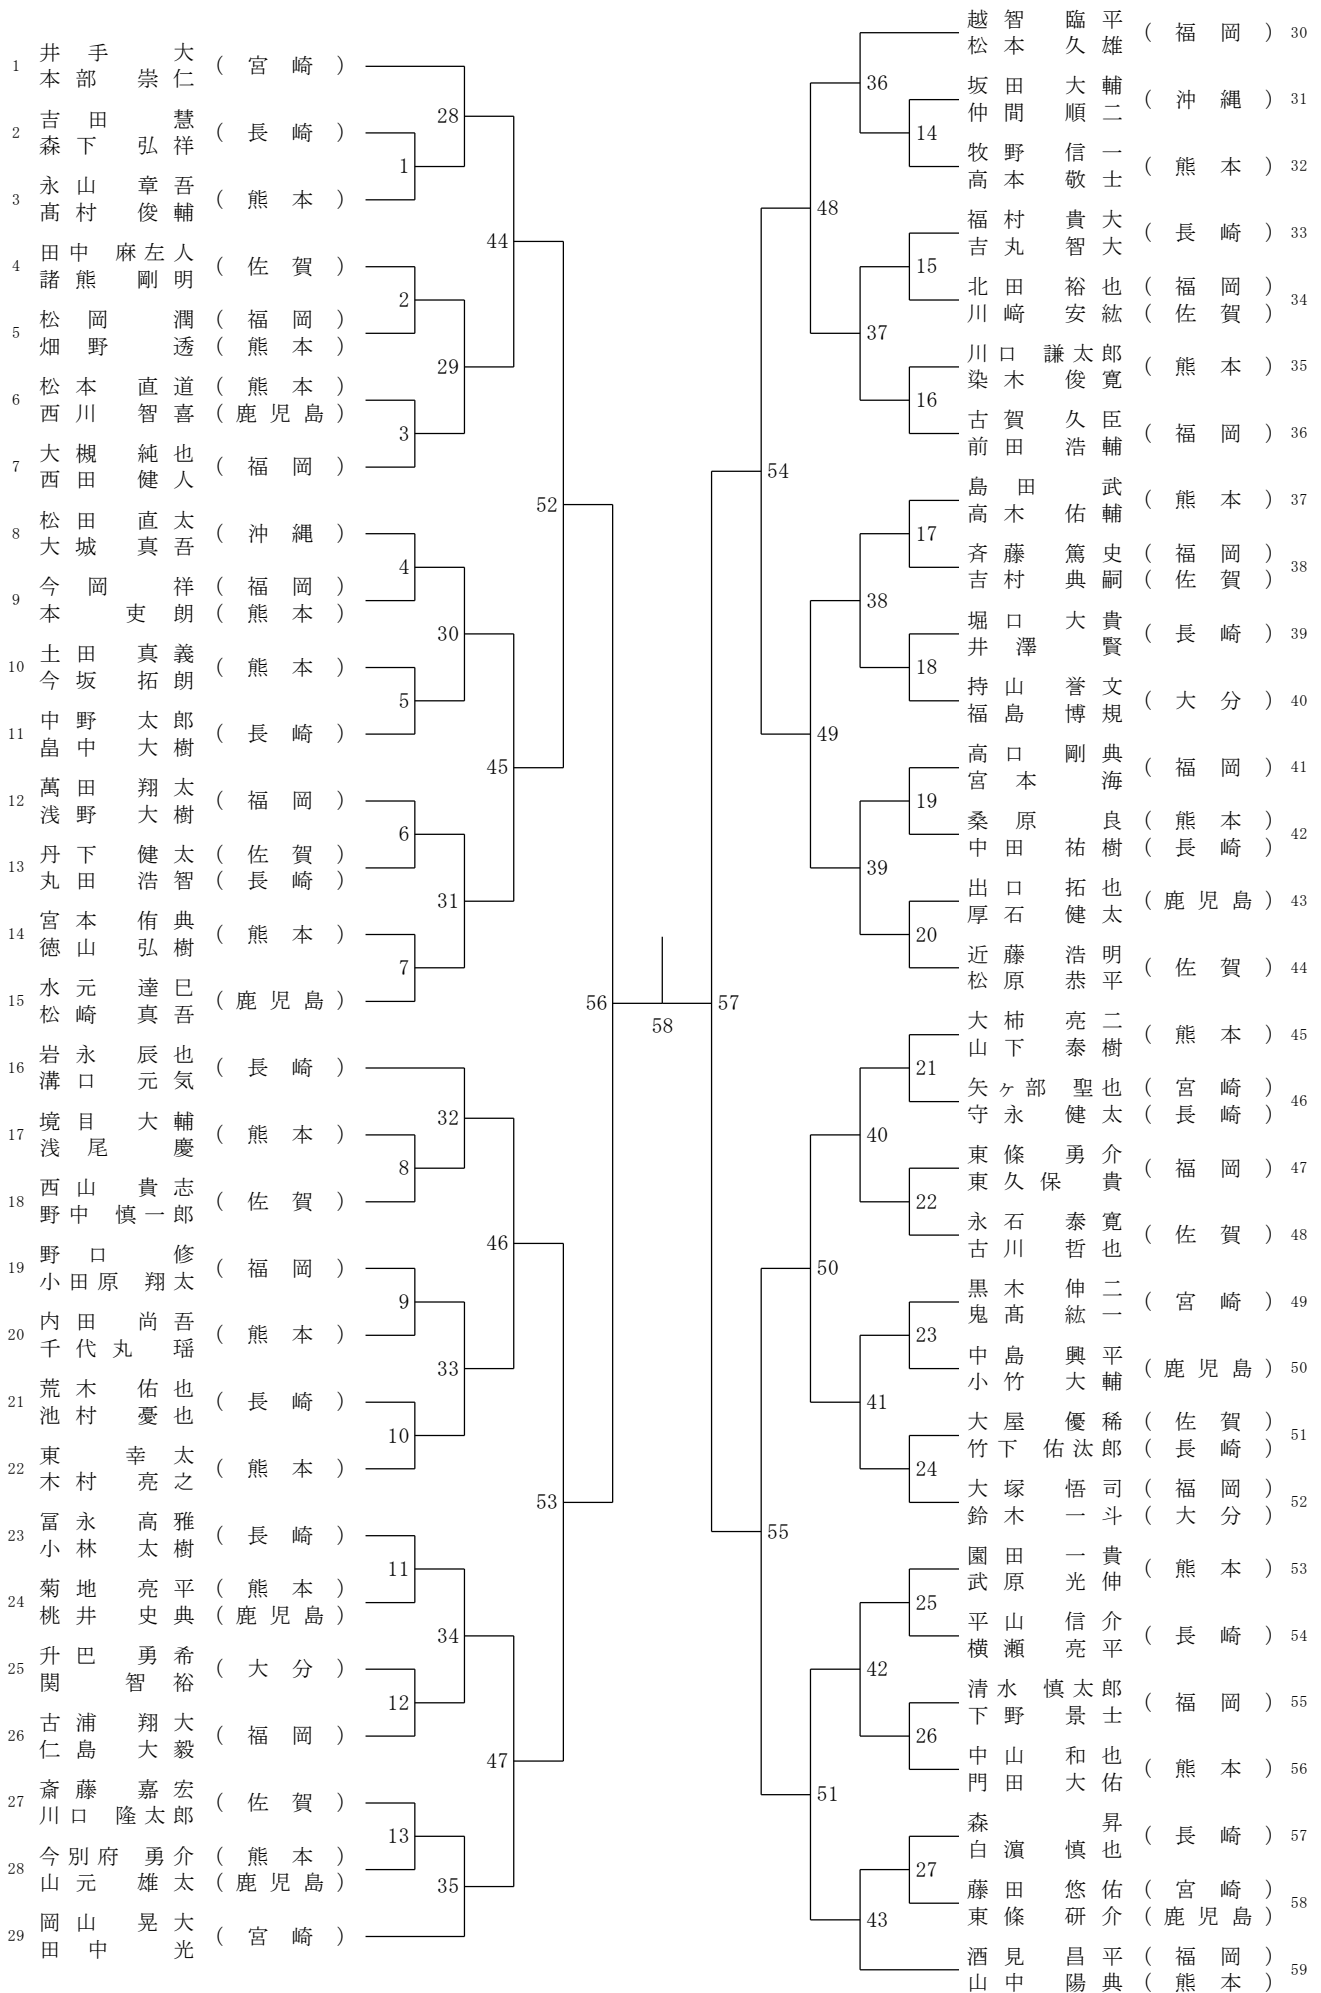 1 井手 大 (宮崎)
本部 崇仁
2 吉田 慧 (長崎)
森下 弘祥
3 永山 章吾 (熊本)
髙村 俊輔
4 田中 麻左人 (佐賀)
諸熊 剛明
5 松岡 潤 (福岡)
畑野 透 (熊本)
6 松本 直道 (熊本)
西川 智喜 (鹿児島)
7 大槻 純也 (福岡)
西田 健人
8 松田 直太 (沖縄)
大城 真吾
9 今岡 祥 (福岡)
本 吏朗 (熊本)
10 土田 真義 (熊本)
今坂 拓朗
11 中野 太郎 (長崎)
畠中 大樹
12 萬田 翔太 (福岡)
浅野 大樹
13 丹下 健太 (佐賀)
丸田 浩智 (長崎)
14 宮本 侑典 (熊本)
徳山 弘樹
15 水元 達巳 (鹿児島)
松崎 真吾
16 岩永 辰也 (長崎)
溝口 元気
17 境目 大輔 (熊本)
浅尾 慶
18 西山 貴志 (佐賀)
野中 慎一郎
19 野口 修 (福岡)
小田原 翔太
20 内田 尚吾 (熊本)
千代丸 瑶
21 荒木 佑也 (長崎)
池村 憂也
22 東 幸太 (熊本)
木村 亮之
23 冨永 高雅 (長崎)
小林 太樹
24 菊地 亮平 (熊本)
桃井 史典 (鹿児島)
25 升巴 勇希 (大分)
関 智裕
26 古浦 翔大 (福岡)
仁島 大毅
27 斎藤 嘉宏 (佐賀)
川口 隆太郎
28 今別府 勇介 (熊本)
山元 雄太 (鹿児島)
29 岡山 晃大 (宮崎)
田中 光
1
2
3
4
5
6
7
8
9
10
11
12
13
28
29
30
31
32
33
34
35
44
45
46
47
52
53
56
58
57
54
55
48
49
50
51
36
37
38
39
40
41
42
43
14
15
16
17
18
19
20
21
22
23
24
25
26
27
越智 臨平 (福岡) 30
松本 久雄
坂田 大輔 (沖縄) 31
仲間 順二
牧野 信一 (熊本) 32
高本 敬士
福村 貴大 (長崎) 33
吉丸 智大
北田 裕也 (福岡) 34
川﨑 安紘 (佐賀)
川口 謙太郎 (熊本) 35
染木 俊寛
古賀 久臣 (福岡) 36
前田 浩輔
島田 武 (熊本) 37
高木 佑輔
斉藤 篤史 (福岡) 38
吉村 典嗣 (佐賀)
堀口 大貴 (長崎) 39
井澤 賢
持山 誉文 (大分) 40
福島 博規
高口 剛典 (福岡) 41
宮本 海
桑原 良 (熊本) 42
中田 祐樹 (長崎)
出口 拓也 (鹿児島) 43
厚石 健太
近藤 浩明 (佐賀) 44
松原 恭平
大柿 亮二 (熊本) 45
山下 泰樹
矢ヶ部 聖也 (宮崎) 46
守永 健太 (長崎)
東條 勇介 (福岡) 47
東久保 貴
永石 泰寛 (佐賀) 48
古川 哲也
黒木 伸二 (宮崎) 49
鬼髙 紘一
中島 興平 (鹿児島) 50
小竹 大輔
大屋 優稀 (佐賀) 51
竹下 佑汰郎 (長崎)
大塚 悟司 (福岡) 52
鈴木 一斗 (大分)
園田 一貴 (熊本) 53
武原 光伸
平山 信介 (長崎) 54
横瀬 亮平
清水 慎太郎 (福岡) 55
下野 景士
中山 和也 (熊本) 56
門田 大佑
森 昇 (長崎) 57
白濵 慎也
藤田 悠佑 (宮崎) 58
東條 研介 (鹿児島)
酒見 昌平 (福岡) 59
山中 陽典 (熊本)